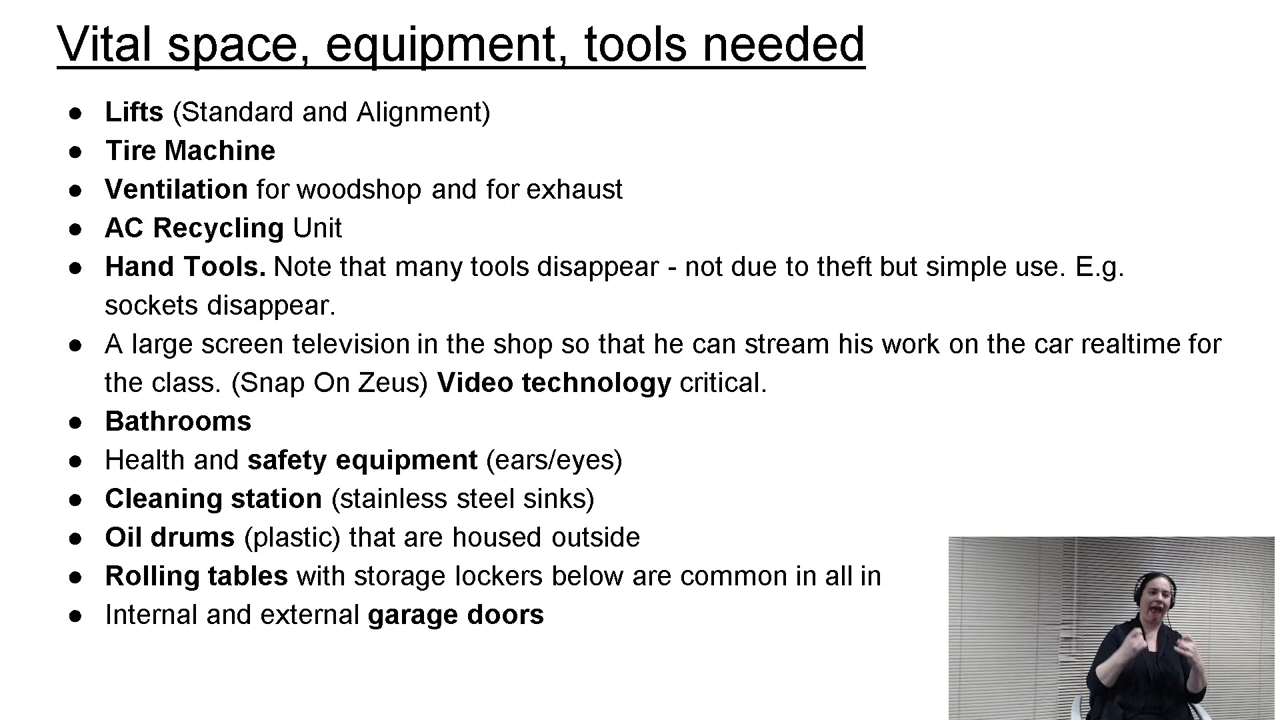 Vital space, equipment, tools needed
● Lifts (Standard and Alignment)
● Tire Machine
● Ventilation for woodshop and for exhaust
● AC Recycling Unit
● Hand Tools. Note that many tools disappear - not due to theft but simple use. E.g.
sockets disappear.
● A large screen television in the shop so that he can stream his work on the car realtime for
the class. (Snap On Zeus) Video technology critical.
● Bathrooms
● Health and safety equipment (ears/eyes)
● Cleaning station (stainless steel sinks)
● Oil drums (plastic) that are housed outside
● Rolling tables with storage lockers below are common in all in
● Internal and external garage doors